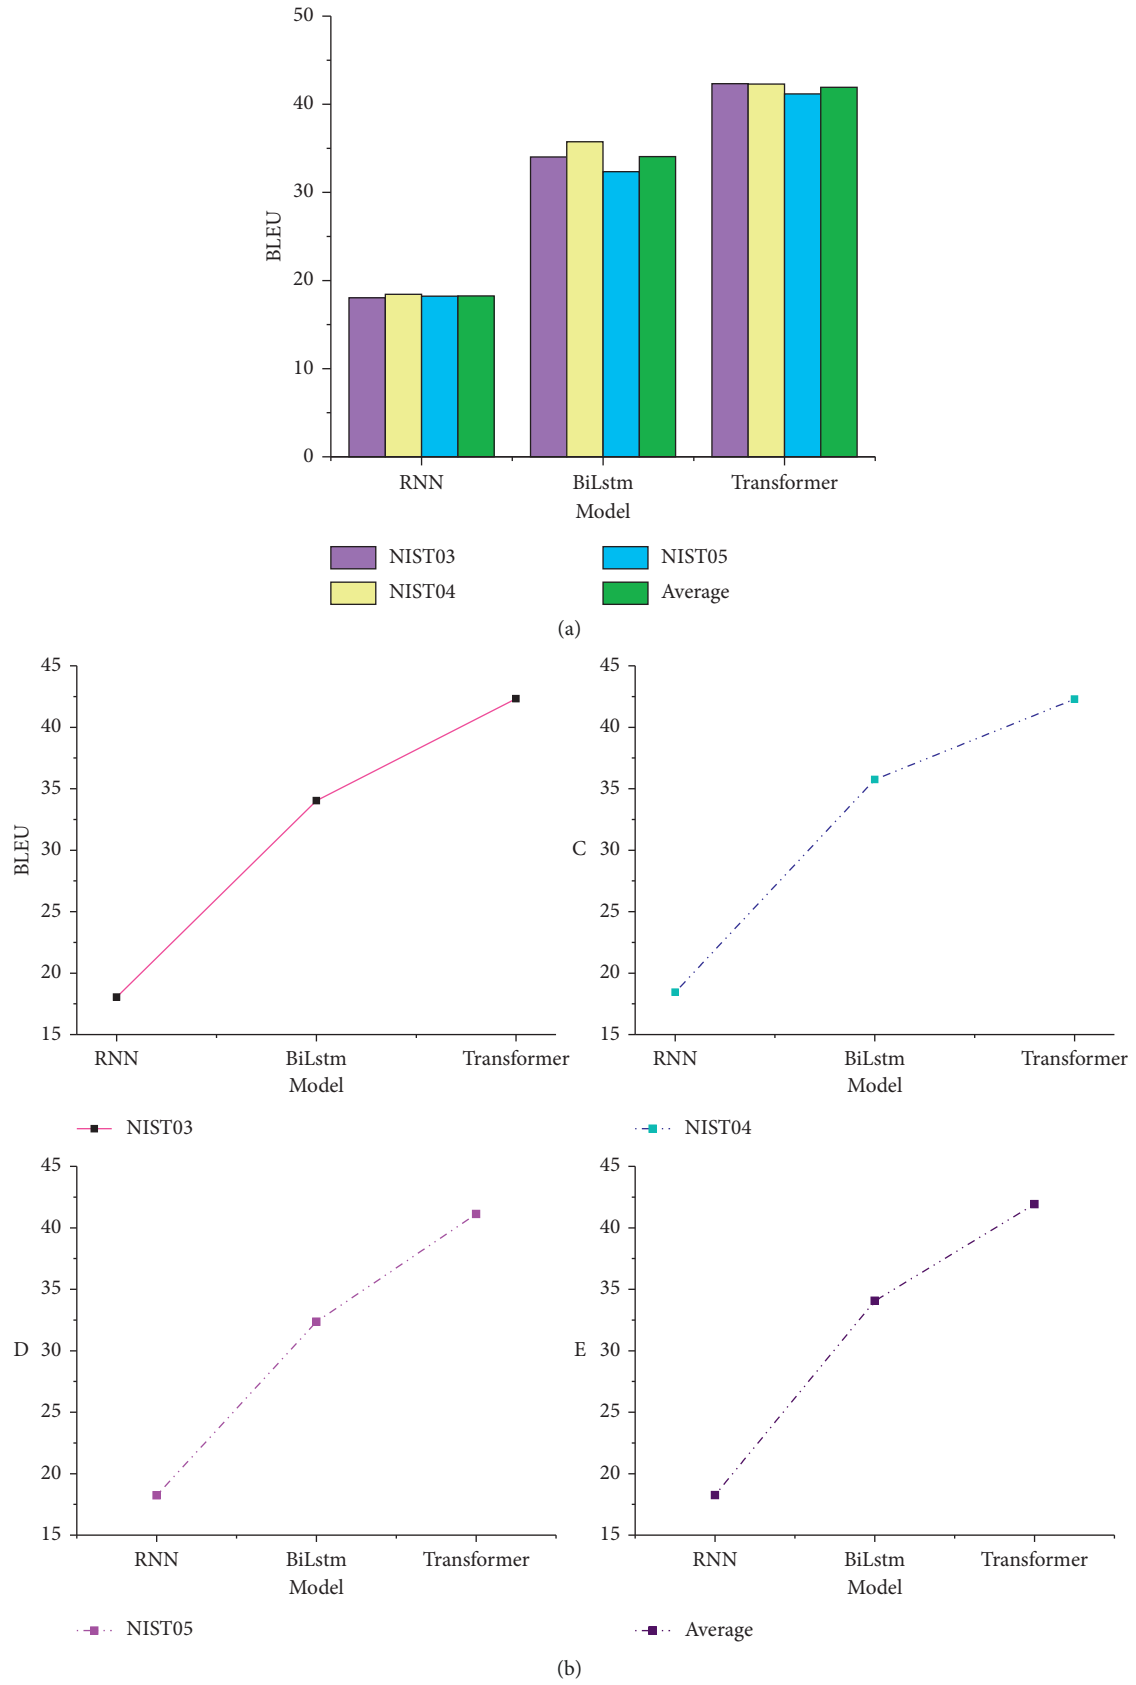 50
40
30
20
10
0
BLEU
RNN
BiLstm
Transformer
Model
NIST03
NIST05
NIST04
Average
(a)
45
40
35
30
25
20
15
BLEU
RNN
BiLstm
Transformer
Model
NIST03
45
40
35
30
25
20
15
C
RNN
BiLstm
Transformer
Model
NIST04
45
40
35
30
25
20
15
D
RNN
BiLstm
Transformer
Model
NIST05
45
40
35
30
25
20
15
E
RNN
BiLstm
Transformer
Model
Average
(b)